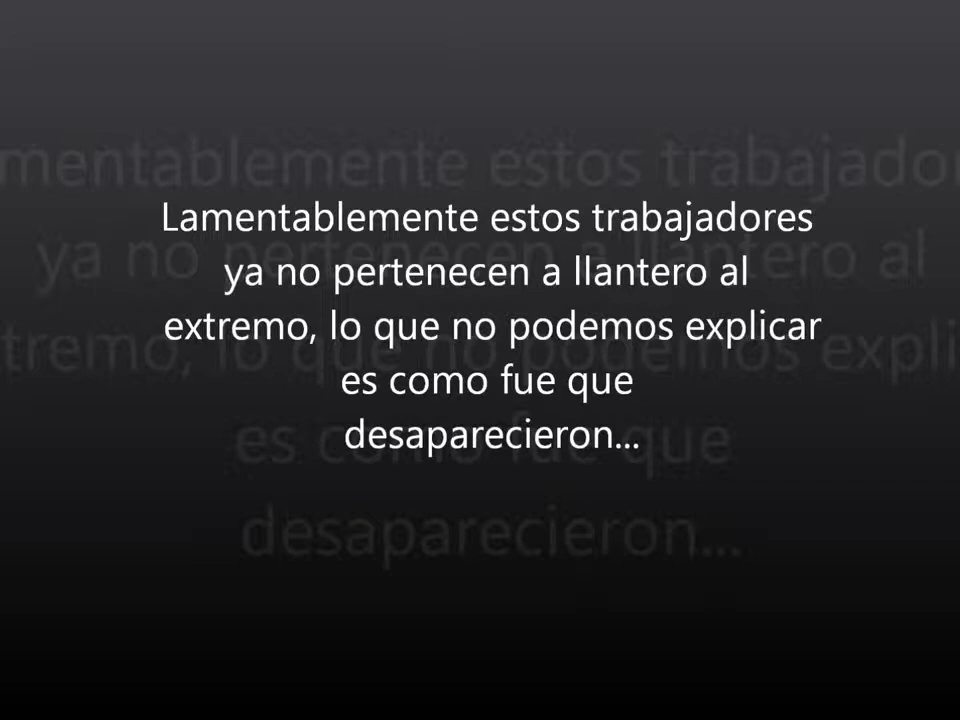 Lamentablemente estos trabajadores
ya no pertenecen a llantero al
extremo, lo que no podemos explicar
es como fue que
desaparecieron...